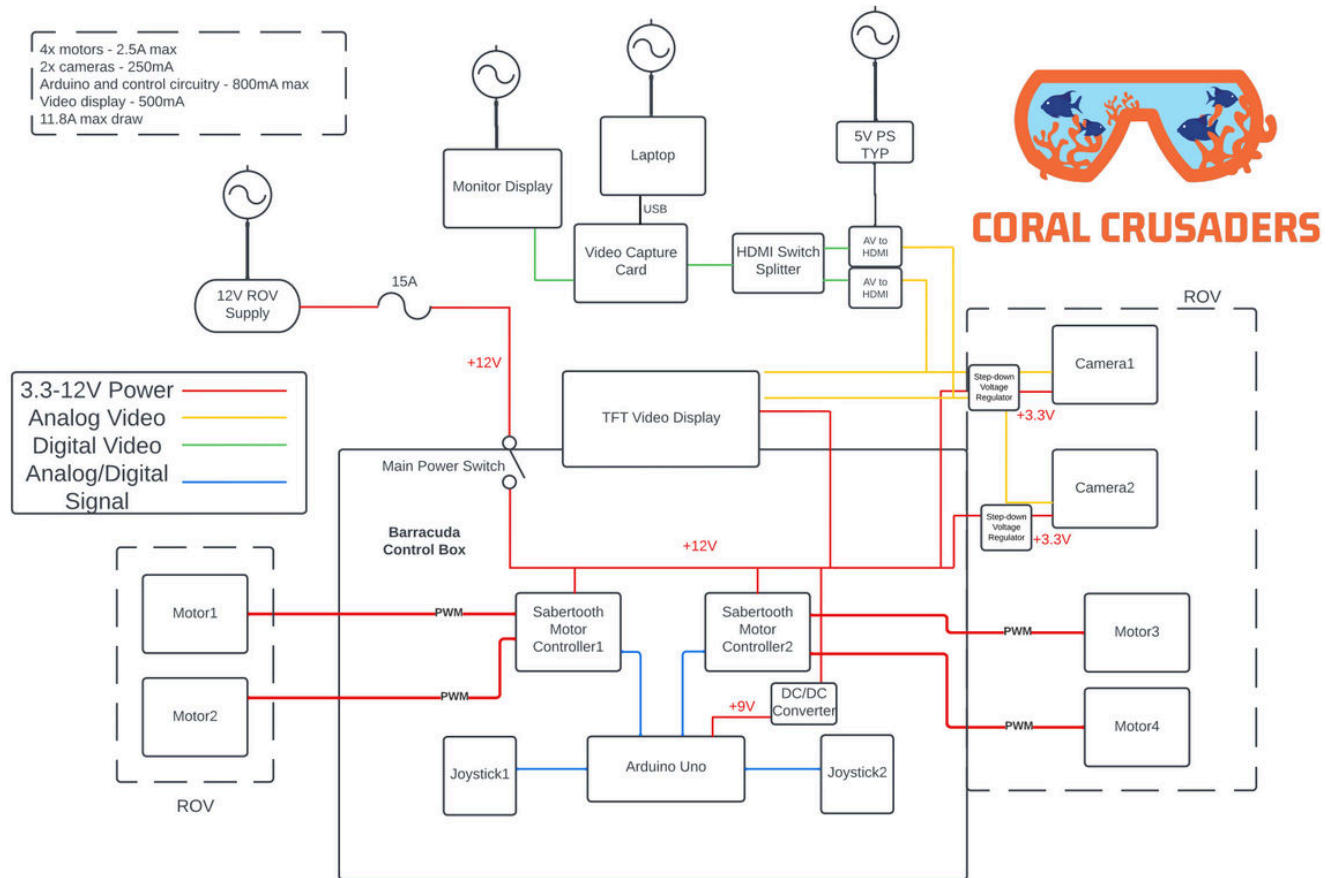 4x motors - 2.5A max
2x cameras - 250mA
Arduino and control circuitry - 800mA max
Video display - 500mA
11.8A max draw
Monitor Display
Laptop
USB
Video Capture
Card
HDMI Switch
Splitter
5V PS
TYP
AV to
HDMI
AV to
HDMI
CORAL CRUSADERS
12V ROV
Supply
15A
+12V
3.3-12V Power
Analog Video
Digital Video
Analog/Digital
Signal
TFT Video Display
Main Power Switch
Barracuda
Control Box
+12V
ROV
Step-down
Voltage
Regulator
+3.3V
Camera1
Step-down
Voltage
Regulator
+3.3V
Camera2
Motor1
PWM
Motor2
PWM
ROV
Sabertooth
Motor
Controller1
Sabertooth
Motor
Controller2
PWM
Motor3
PWM
Motor4
DC/DC
Converter
+9V
Joystick1
Arduino Uno
Joystick2